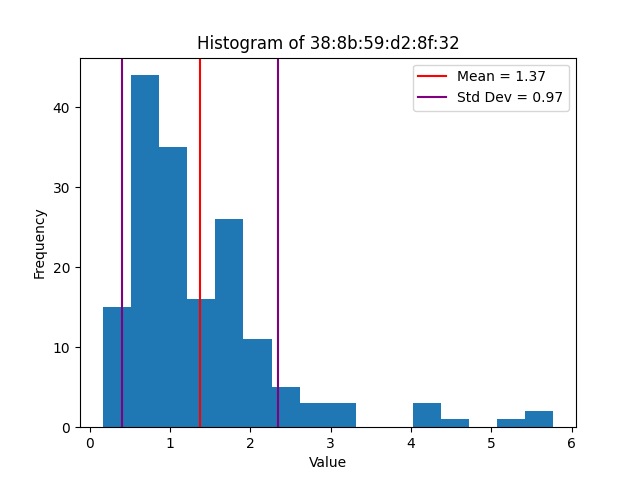 Histogram of 38:8b:59:d2:8f:32
Mean = 1.37
Std Dev = 0.97
Frequency
40
30
20
10
0
0 1 2 3 4 5 6
Value